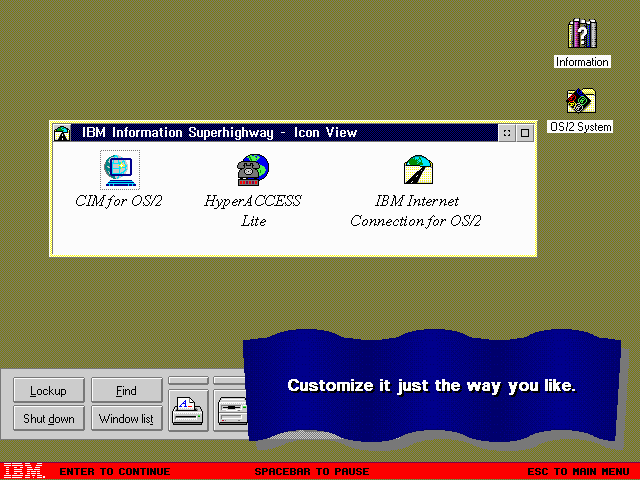 Information
OS/2 System
IBM Information Superhighway - Icon View
CIM for OS/2
HyperACCESS
Lite
IBM Internet
Connection for OS/2
Customize it just the way you like.
Lockup
Find
Shut down
Window list
IBM. ENTER TO CONTINUE SPACEBAR TO PAUSE ESC TO MAIN MENU